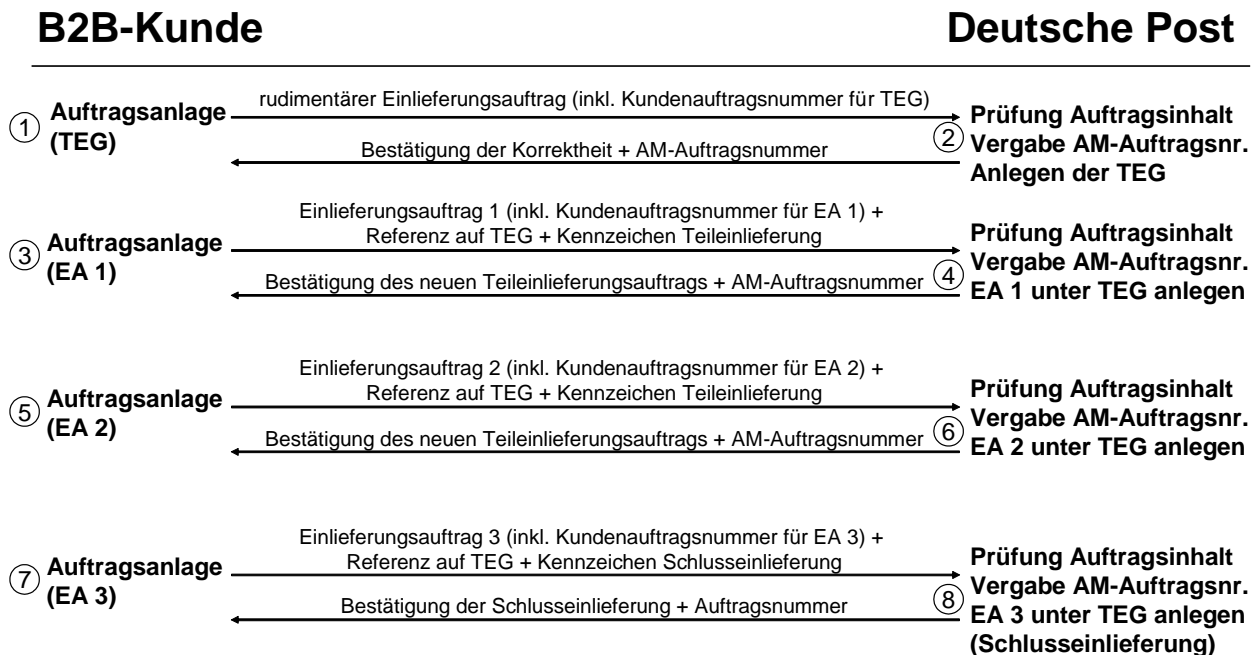 B2B-Kunde
Deutsche Post
1
Auftragsanlage
(TEG)
rudimentärer Einlieferungsauftrag (inkl. Kundenauftragsnummer für TEG)
Bestätigung der Korrektheit + AM-Auftragsnummer
2
Prüfung Auftragsinhalt
Vergabe AM-Auftragsnr.
Anlegen der TEG
3
Auftragsanlage
(EA 1)
Einlieferungsauftrag 1 (inkl. Kundenauftragsnummer für EA 1) +
Referenz auf TEG + Kennzeichen Teileinlieferung
Bestätigung des neuen Teileinlieferungsauftrags + AM-Auftragsnummer
4
Prüfung Auftragsinhalt
Vergabe AM-Auftragsnr.
EA 1 unter TEG anlegen
5
Auftragsanlage
(EA 2)
Einlieferungsauftrag 2 (inkl. Kundenauftragsnummer für EA 2) +
Referenz auf TEG + Kennzeichen Teileinlieferung
Bestätigung des neuen Teileinlieferungsauftrags + AM-Auftragsnummer
6
Prüfung Auftragsinhalt
Vergabe AM-Auftragsnr.
EA 2 unter TEG anlegen
7
Auftragsanlage
(EA 3)
Einlieferungsauftrag 3 (inkl. Kundenauftragsnummer für EA 3) +
Referenz auf TEG + Kennzeichen Schlusseinlieferung
Bestätigung der Schlusseinlieferung + Auftragsnummer
8
Prüfung Auftragsinhalt
Vergabe AM-Auftragsnr.
EA 3 unter TEG anlegen
(Schlusseinlieferung)